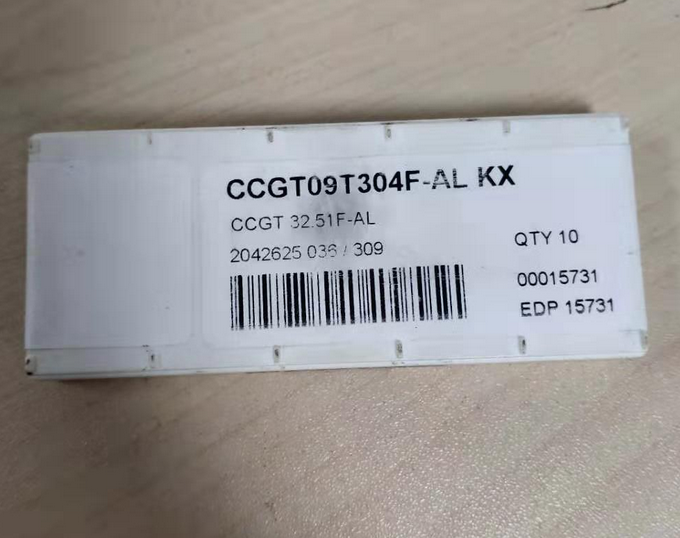 CCGT09T304F-AL KX
CCGT 32.51F-AL
2042625 036 / 309
QTY 10
00015731
EDP 15731